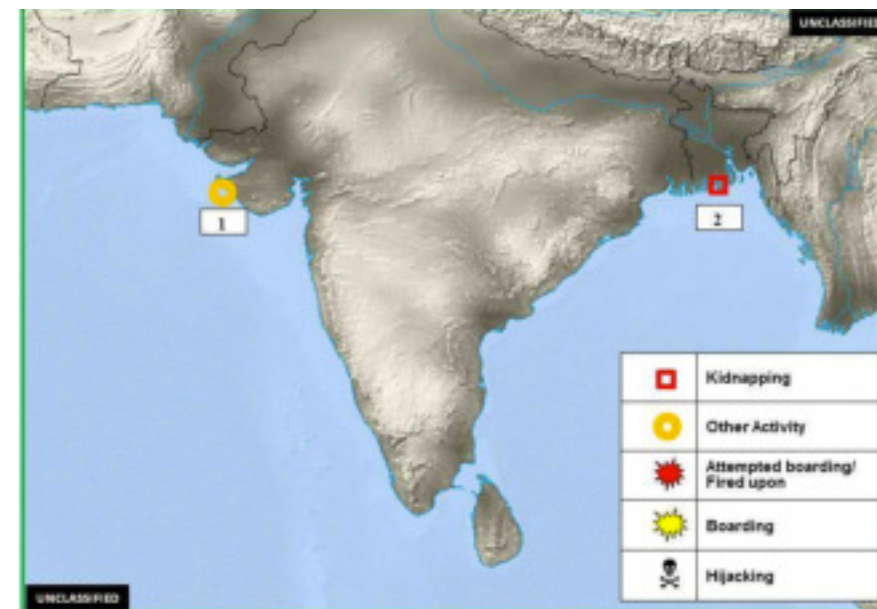 UNCLASSIFIED
1
2
Kidnapping
Other Activity
Attempted boarding/
Fired upon
Boarding
Hijacking
UNCLASSIFIED